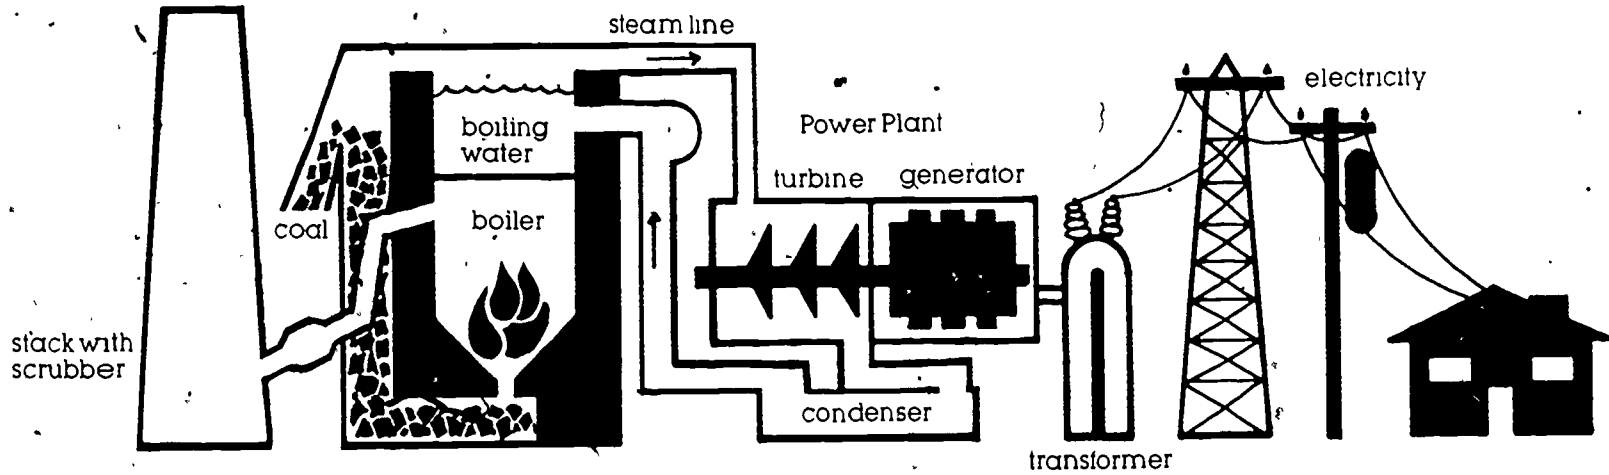 steam line
electricity
boiling
water
Power Plant
turbine
generator
coal
boiler
stack with
scrubber
condenser
transformer